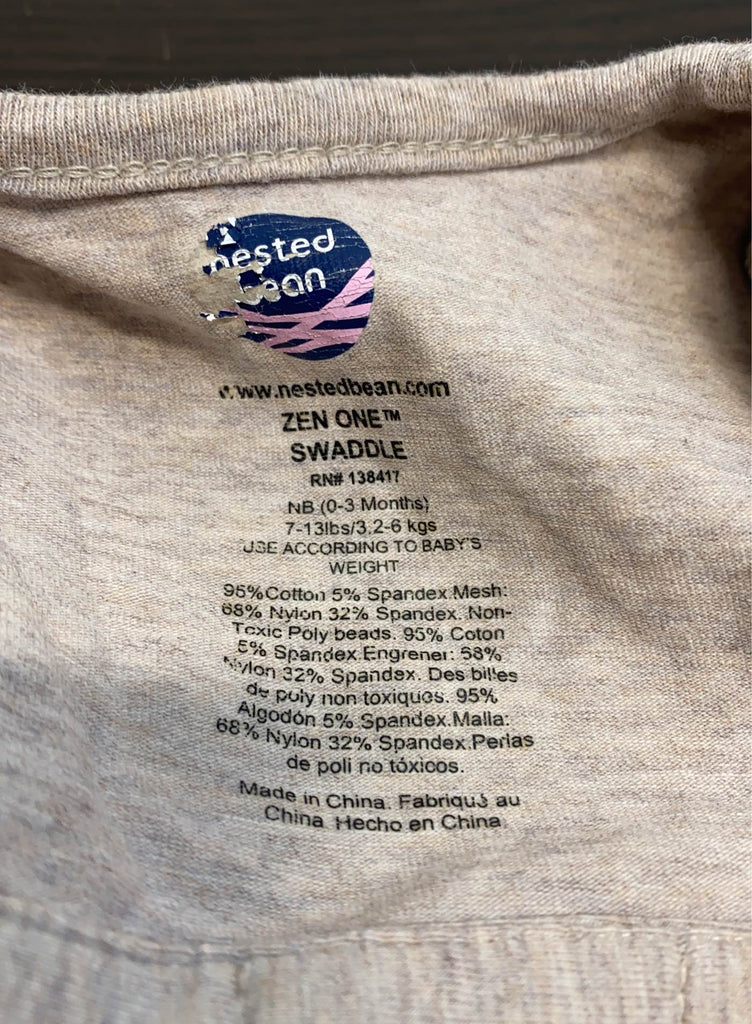 nested
bean
www.nestedbean.com
ZEN ONE™
SWADDLE
RN# 138417
NB (0-3 Months)
7-13lbs/3.2-6 kgs
USE ACCORDING TO BABY'S
WEIGHT
95%Cotton 5% Spandex.Mesh:
68% Nylon 32% Spandex. Non-
Toxic Poly beads. 95% Coton
5% Spandex.Engrener: 58%
Nylon 32% Spandex. Des billes
de poly non toxiques. 95%
Algodón 5% Spandex.Malla:
68% Nylon 32% Spandex.Perlas
de poli no tóxicos.
Made in China. Fabriqué au
China. Hecho en China.